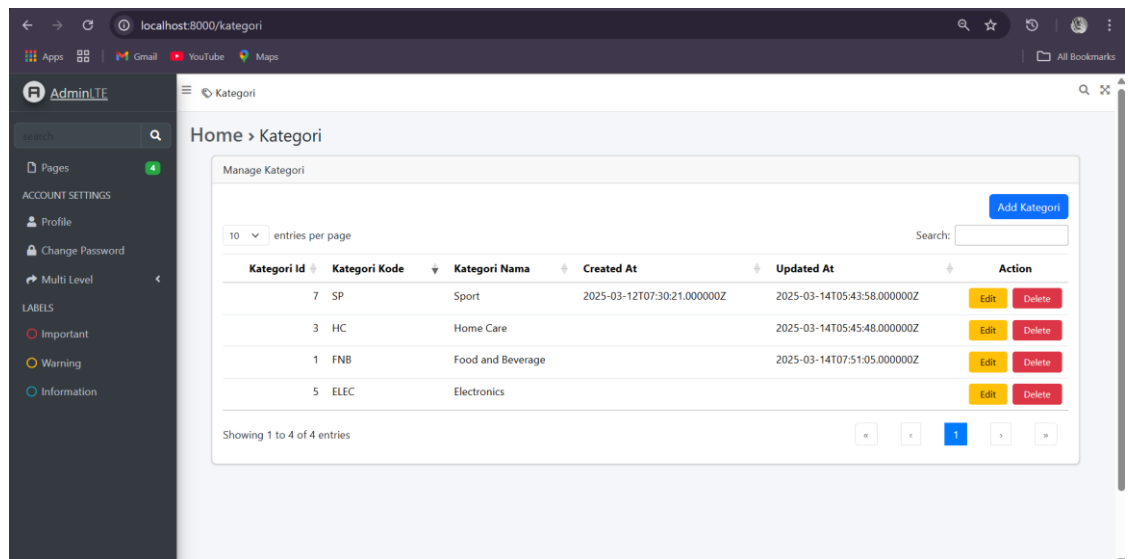 localhost:8000/kategori
Apps Gmail YouTube Maps All Bookmarks
AdminLTE
Kategori
search
Home › Kategori
Pages 4
ACCOUNT SETTINGS
Profile
Change Password
Multi Level
LABELS
Important
Warning
Information
Manage Kategori
Add Kategori
10 entries per page Search:
Kategori Id Kategori Kode Kategori Nama Created At Updated At Action
7 SP Sport 2025-03-12T07:30:21.000000Z 2025-03-14T05:43:58.000000Z Edit Delete
3 HC Home Care 2025-03-14T05:45:48.000000Z Edit Delete
1 FNB Food and Beverage 2025-03-14T07:51:05.000000Z Edit Delete
5 ELEC Electronics Edit Delete
Showing 1 to 4 of 4 entries « ‹ 1 › »